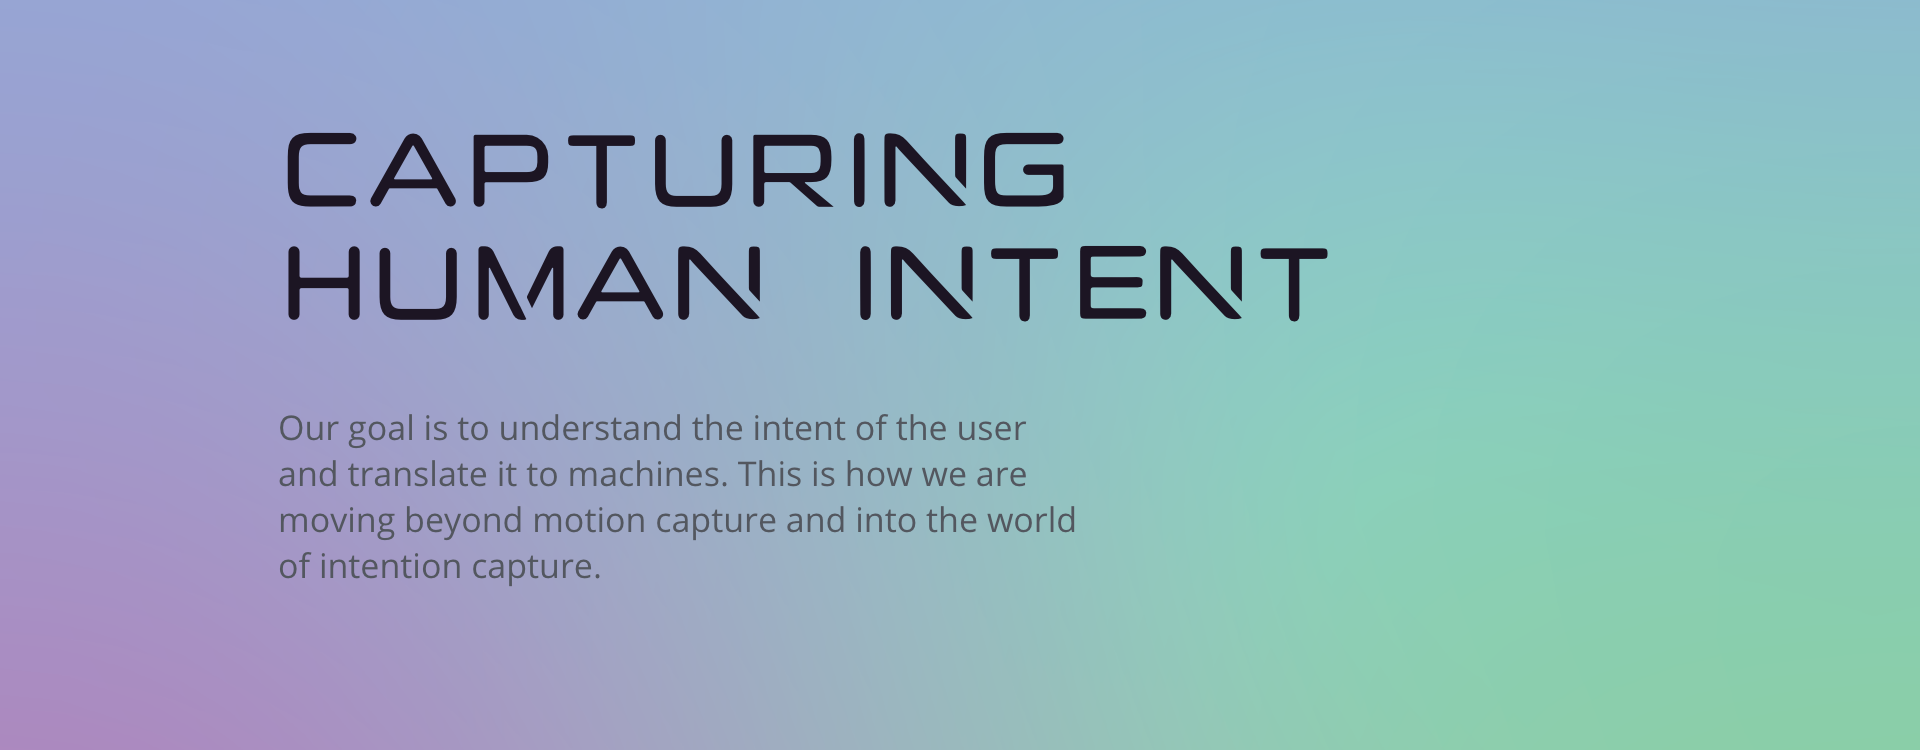 CAPTURING
HUMAN INTENT
Our goal is to understand the intent of the user
and translate it to machines. This is how we are
moving beyond motion capture and into the world
of intention capture.